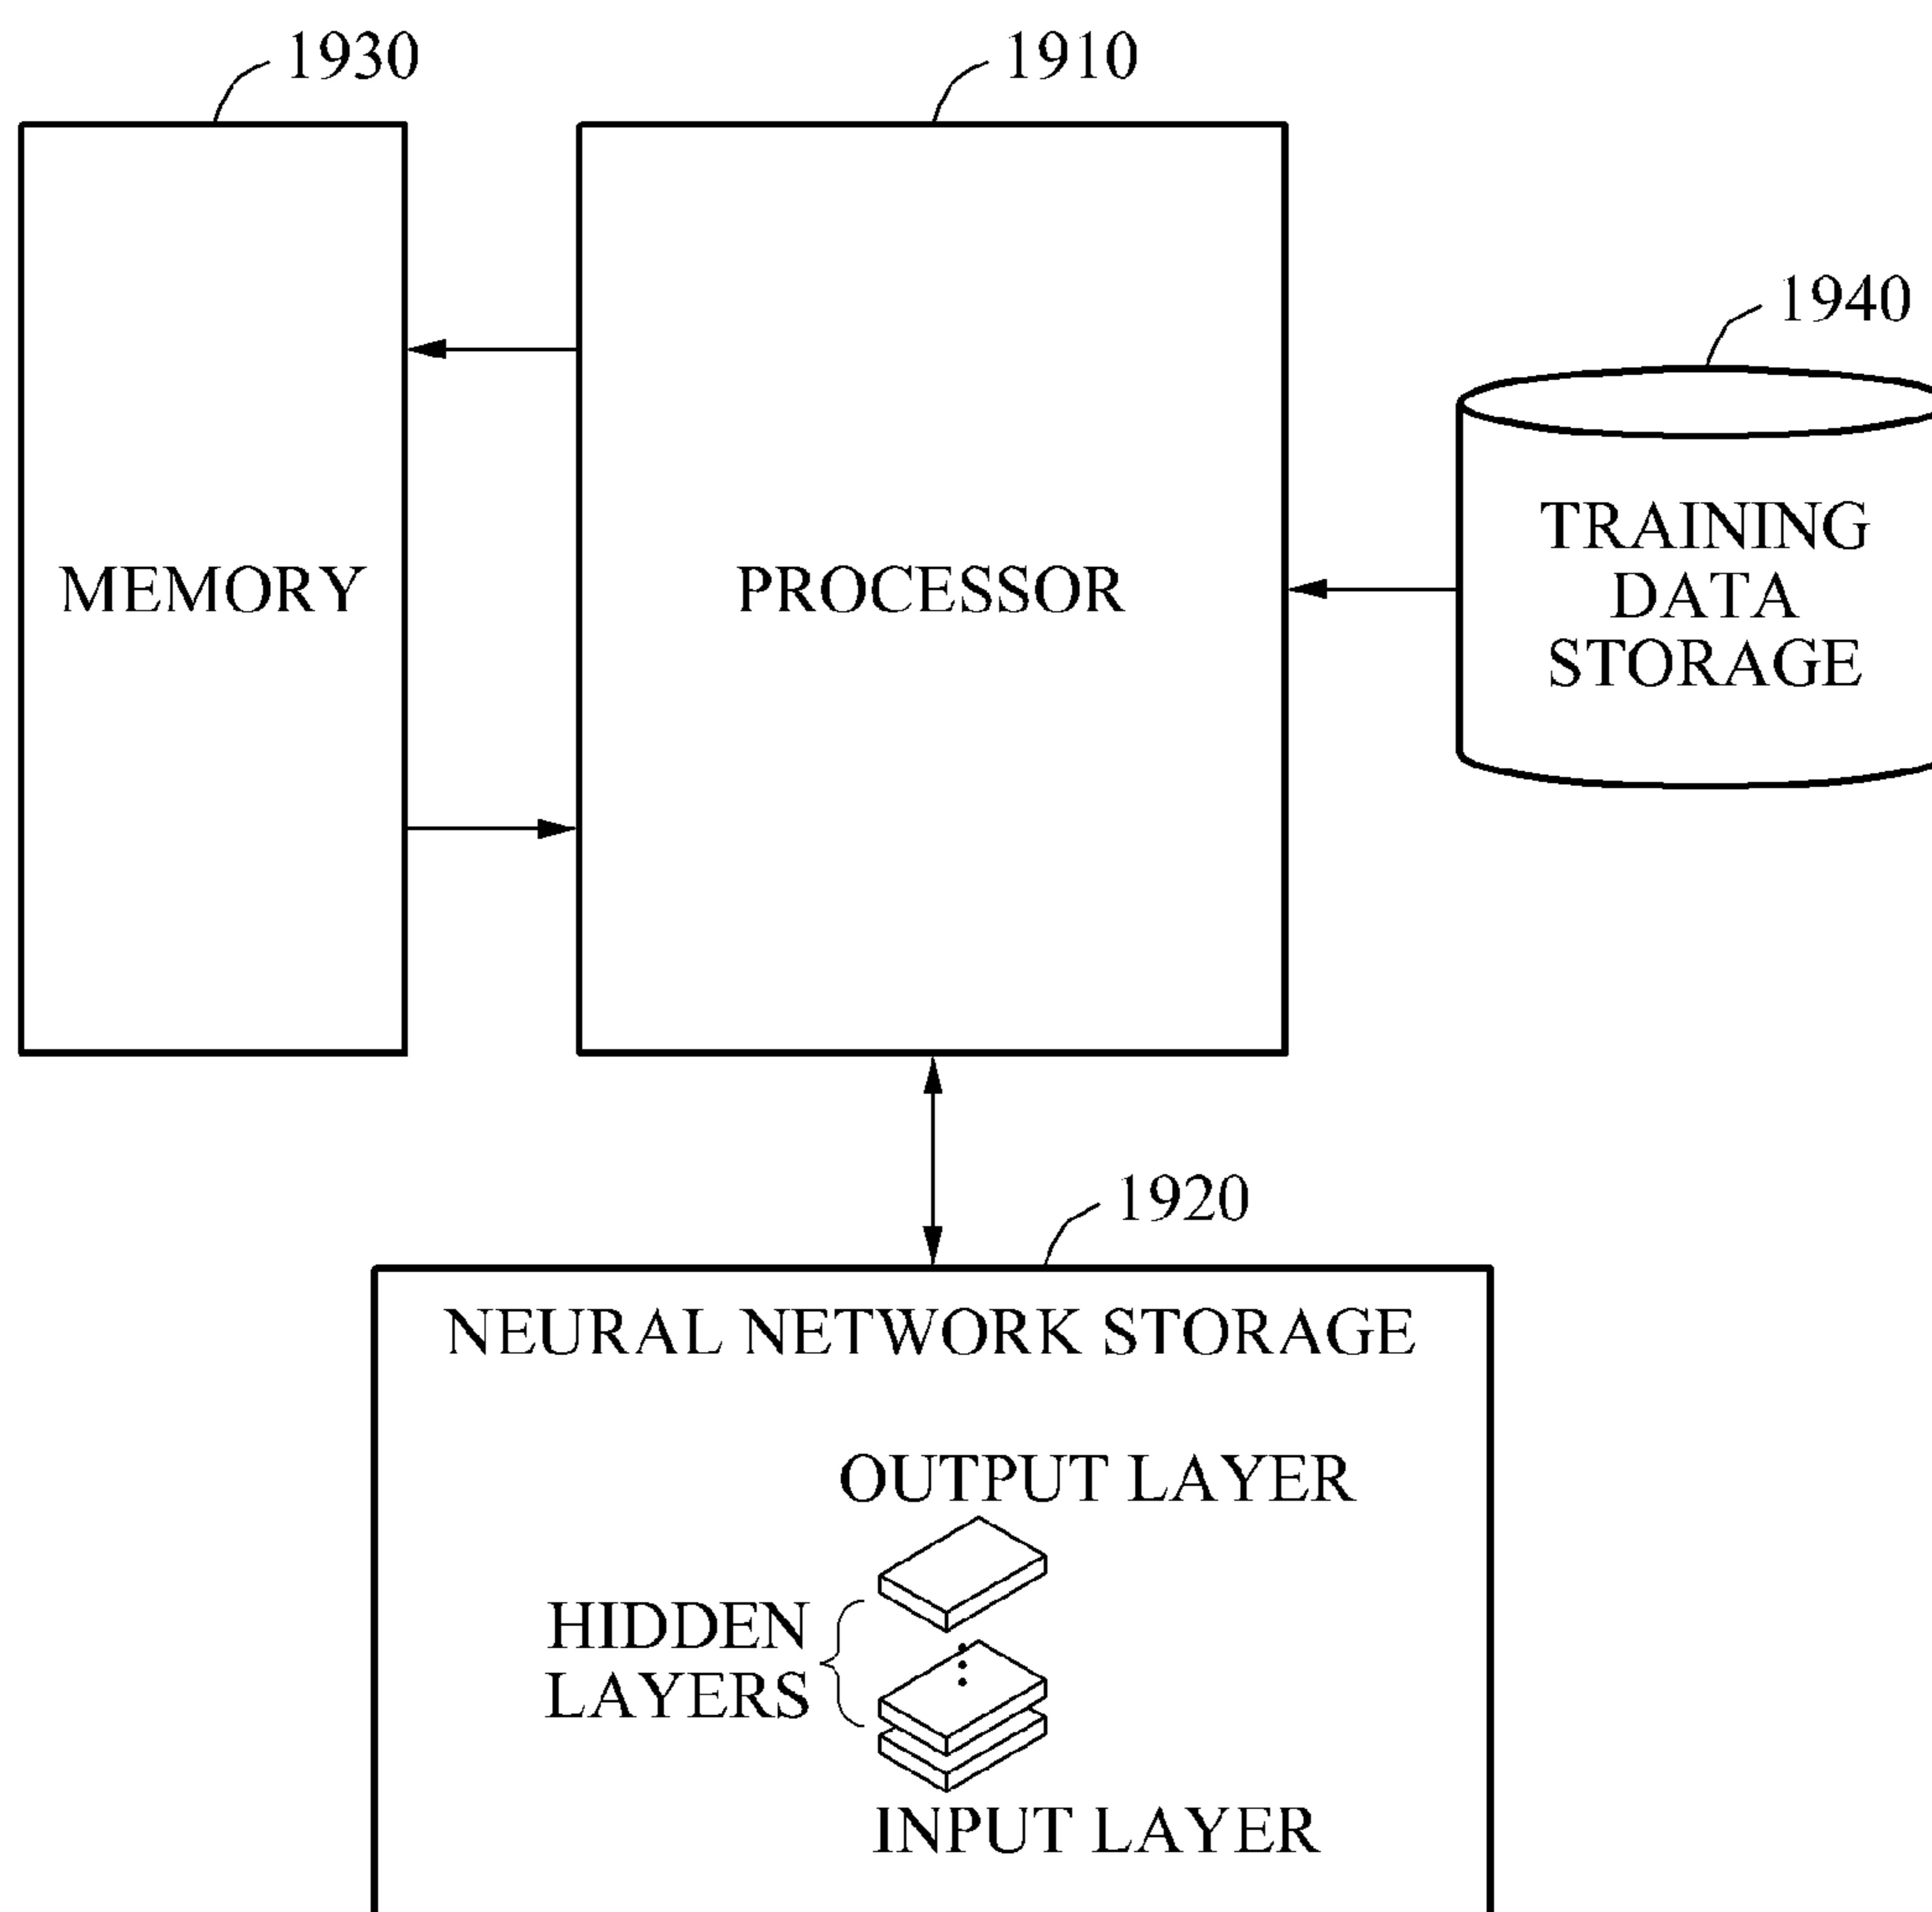 1930
1910
1940
MEMORY
PROCESSOR
TRAINING
DATA
STORAGE
1920
NEURAL NETWORK STORAGE
OUTPUT LAYER
HIDDEN
LAYERS
INPUT LAYER